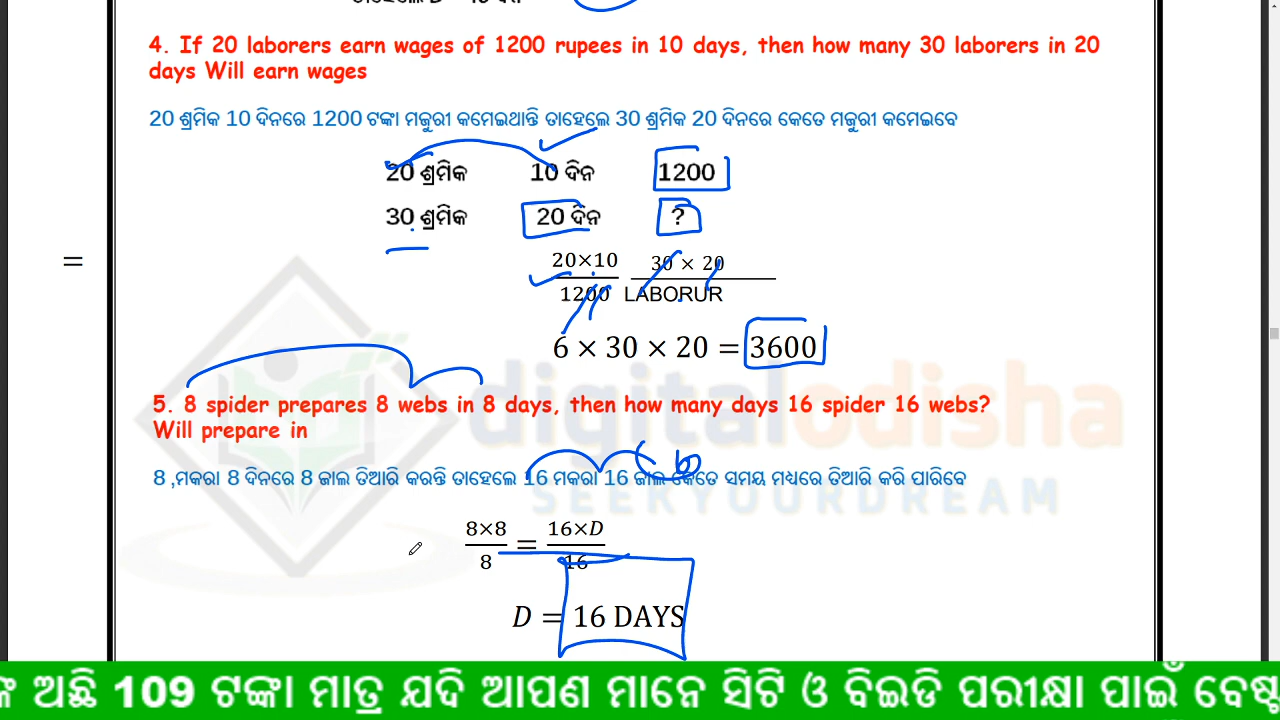 4. If 20 laborers earn wages of 1200 rupees in 10 days, then how many 30 laborers in 20
days Will earn wages
20 ଶ୍ରମିକ 10 ଦିନରେ 1200 ଟଙ୍କା ମଜୁରୀ କମେଇଥାନ୍ତି ତାହେଲେ 30 ଶ୍ରମିକ 20 ଦିନରେ କେତେ ମଜୁରୀ କମେଇବେ
20 ଶ୍ରମିକ 10 ଦିନ 1200
30 ଶ୍ରମିକ 20 ଦିନ ?
=
20×10 30 × 20
1200 LABORUR
6 × 30 × 20 = 3600
5. 8 spider prepares 8 webs in 8 days, then how many days 16 spider 16 webs?
Will prepare in
digitalodisha
8 ,ମକରା 8 ଦିନରେ 8 ଜାଲ ତିଆରି କରନ୍ତି ତାହେଲେ 16 ମକରା 16 ଜାଲ କେତେ ସମୟ ମଧ୍ୟରେ ତିଆରି କରି ପାରିବେ
SEEKYOURDREAM
8×8 = 16×D
8 16
D = 16 DAYS
ଅଛି 109 ଟଙ୍କା ମାତ୍ର ଯଦି ଆପଣ ମାନେ ସିଟି ଓ ବିଇଡି ପରୀକ୍ଷା ପାଇଁ